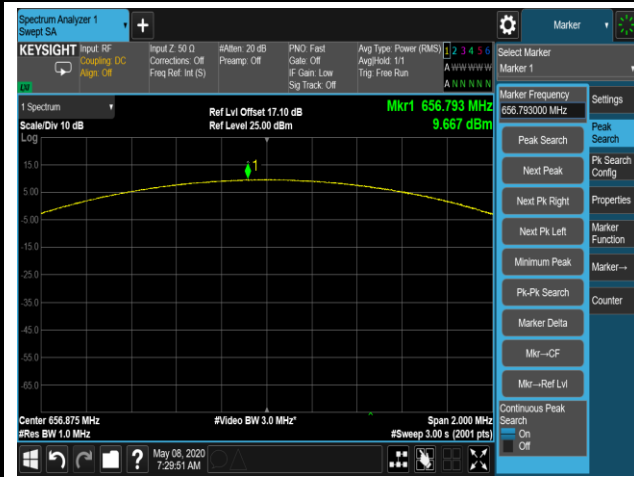 Spectrum Analyzer 1
Swept SA
+
Marker
KEYSIGHT
Input: RF
Coupling: DC
Align: Off
Input Z: 50 Ω
Corrections: Off
Freq Ref: Int (S)
#Atten: 20 dB
Preamp: Off
PNO: Fast
Gate: Off
IF Gain: Low
Sig Track: Off
Avg Type: Power (RMS)
Avg|Hold: 1/1
Trig: Free Run
1 2 3 4 5 6
A W W W W W
A N N N N N
Select Marker
Marker 1
1 Spectrum
Scale/Div 10 dB
Ref Lvl Offset 17.10 dB
Ref Level 25.00 dBm
Mkr1 656.793 MHz
9.667 dBm
Log
15.0
5.00
-5.00
-15.0
-25.0
-35.0
-45.0
-55.0
-65.0
1
Center 656.875 MHz
#Res BW 1.0 MHz
#Video BW 3.0 MHz*
Span 2.000 MHz
#Sweep 3.00 s (2001 pts)
Marker Frequency
656.793000 MHz
Peak Search
Next Peak
Next Pk Right
Next Pk Left
Minimum Peak
Pk-Pk Search
Marker Delta
Mkr→CF
Mkr→Ref Lvl
Continuous Peak
Search
On
Off
Settings
Peak
Search
Pk Search
Config
Properties
Marker
Function
Marker→
Counter
?
May 08, 2020
7:29:51 AM